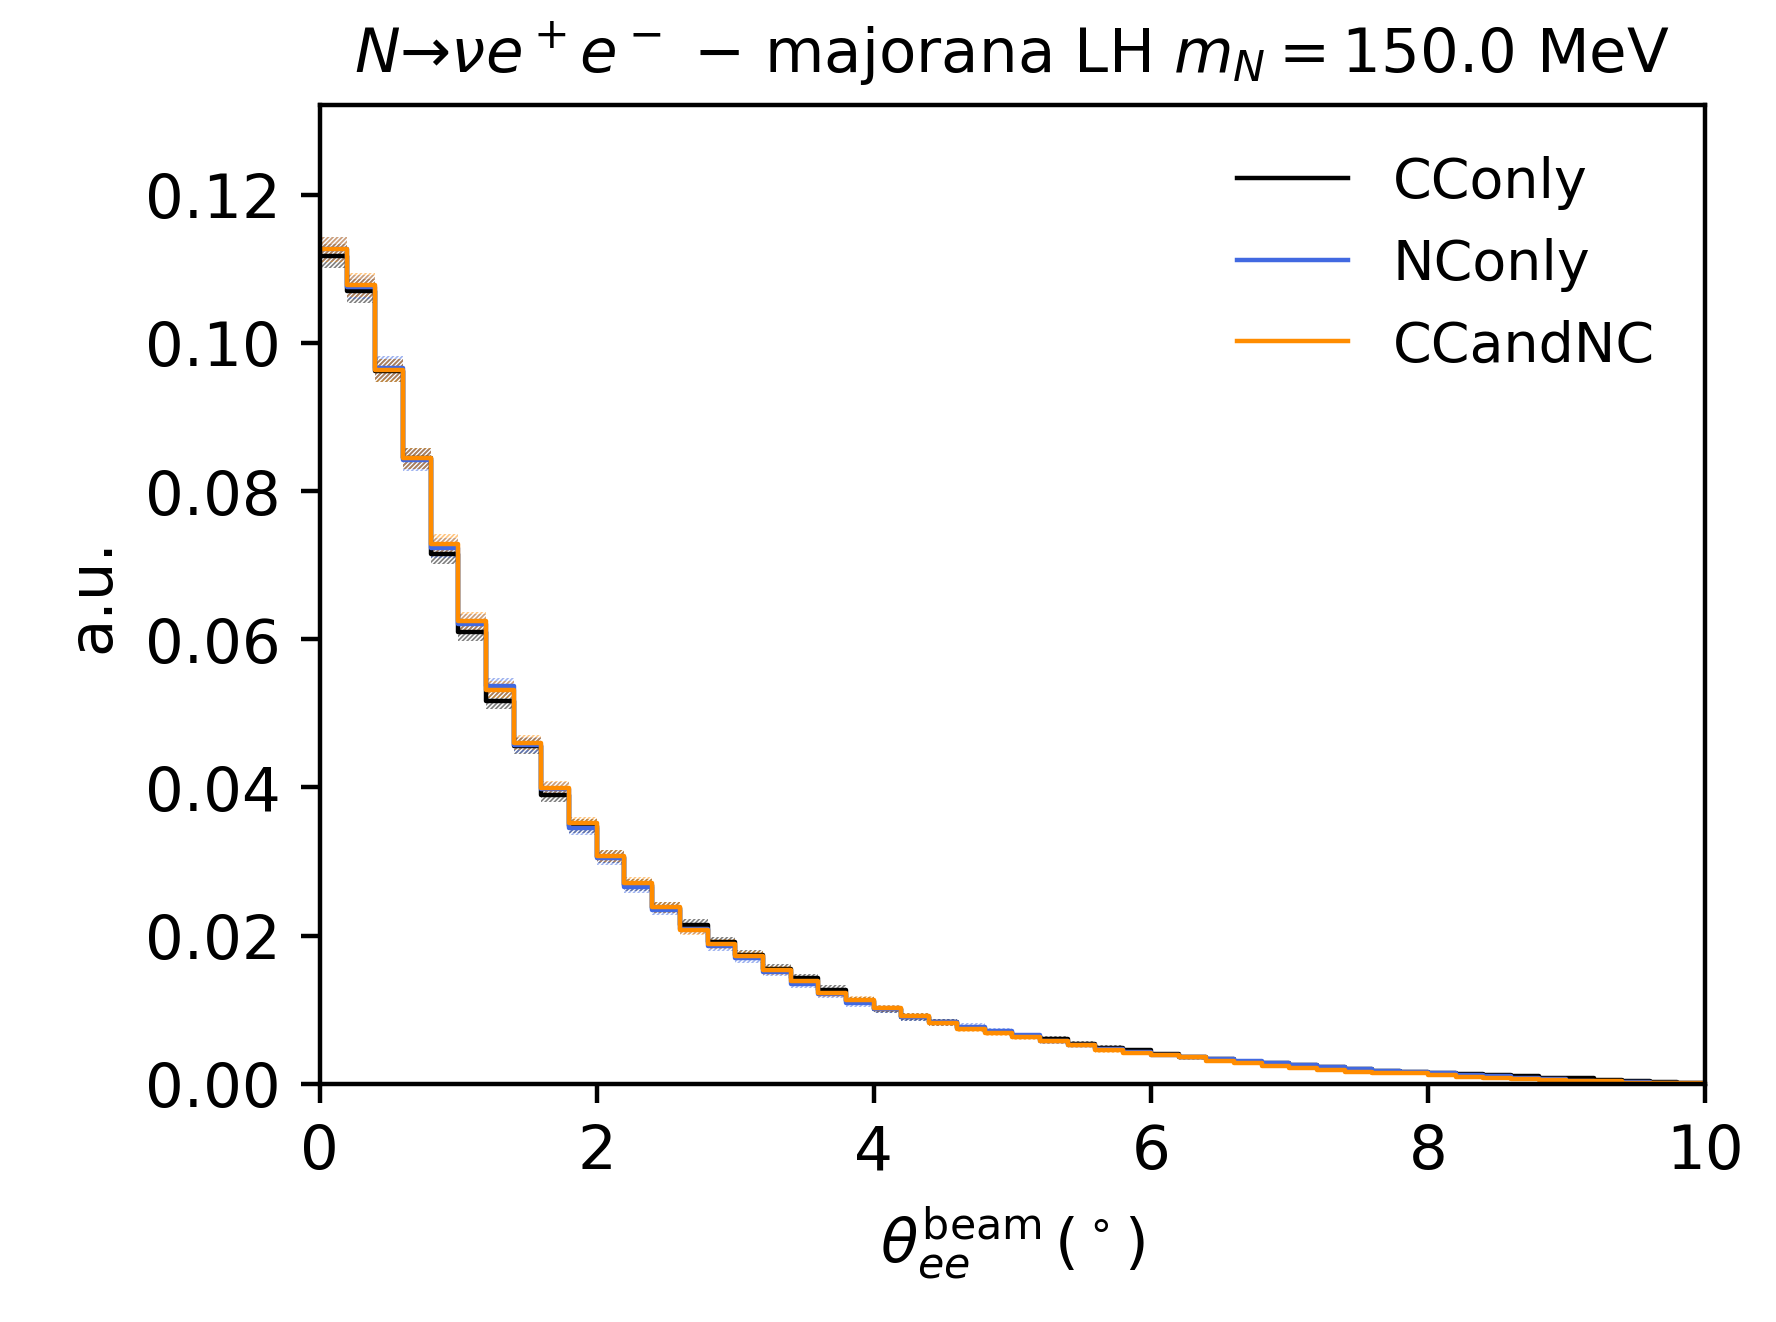 N→νe⁺e⁻ − majorana LH m_N = 150.0 MeV
CConly
NConly
CCandNC
0.12
0.10
0.08
0.06
0.04
0.02
0.00
a.u.
0 2 4 6 8 10
θ_ee^beam (°)